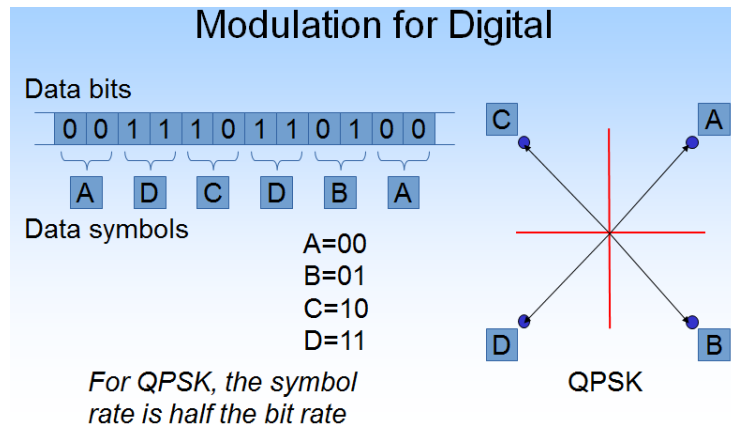 Modulation for Digital
Data bits
0 0 1 1 1 0 1 1 0 1 0 0
A D C D B A
Data symbols
A=00
B=01
C=10
D=11
For QPSK, the symbol
rate is half the bit rate
C A
D B
QPSK